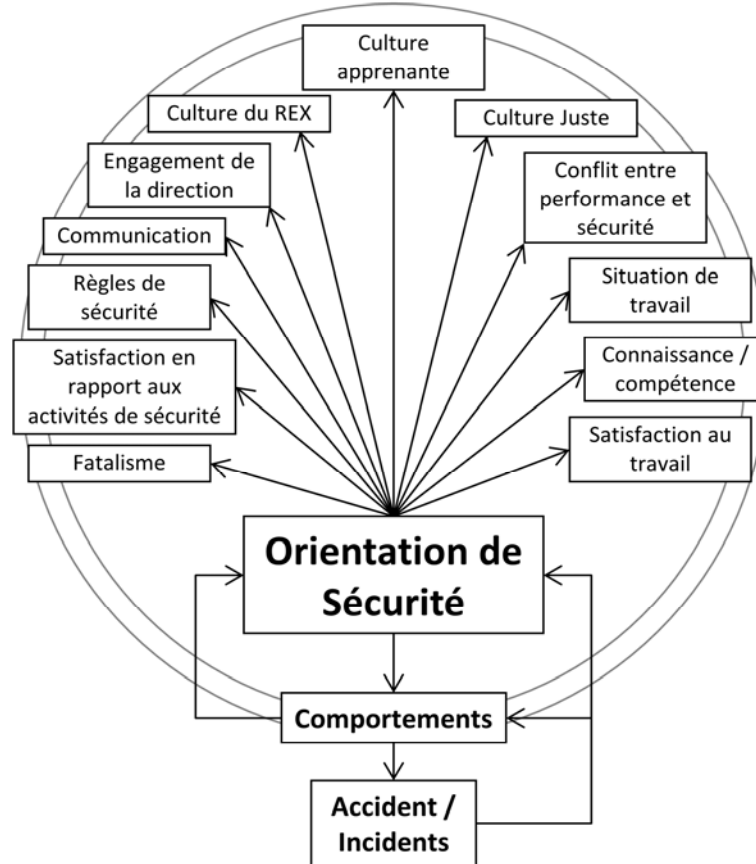 Culture
apprenante
Culture du REX
Culture Juste
Engagement de
la direction
Conflit entre
performance et
sécurité
Communication
Règles de
sécurité
Situation de
travail
Satisfaction en
rapport aux
activités de sécurité
Connaissance /
compétence
Fatalisme
Satisfaction au
travail
Orientation de
Sécurité
Comportements
Accident /
Incidents